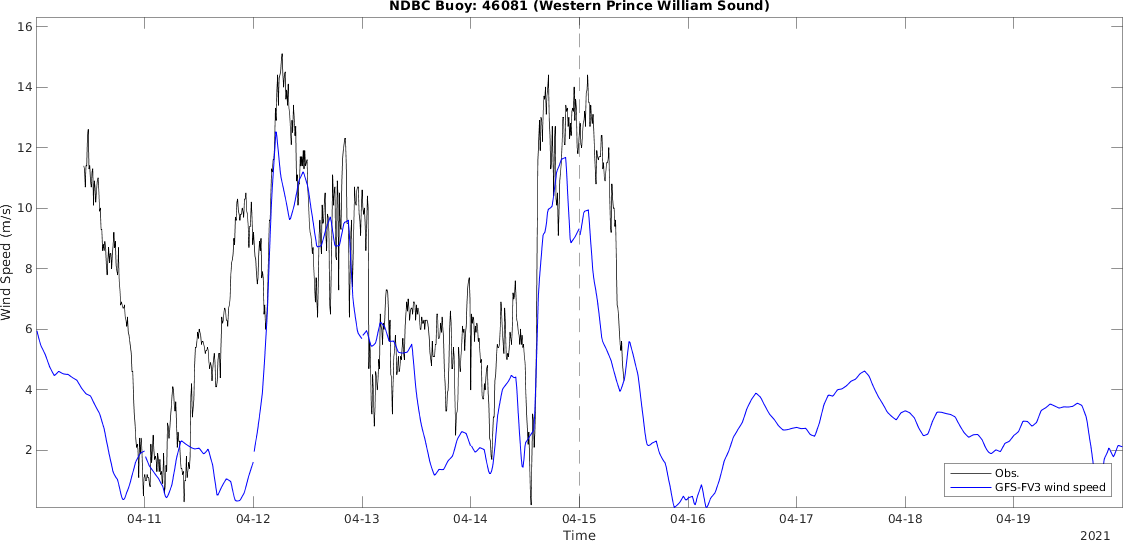 NDBC Buoy: 46081 (Western Prince William Sound)
16
14
12
10
8
6
4
2
Wind Speed (m/s)
Obs.
GFS-FV3 wind speed
04-11 04-12 04-13 04-14 04-15 04-16 04-17 04-18 04-19
Time
2021